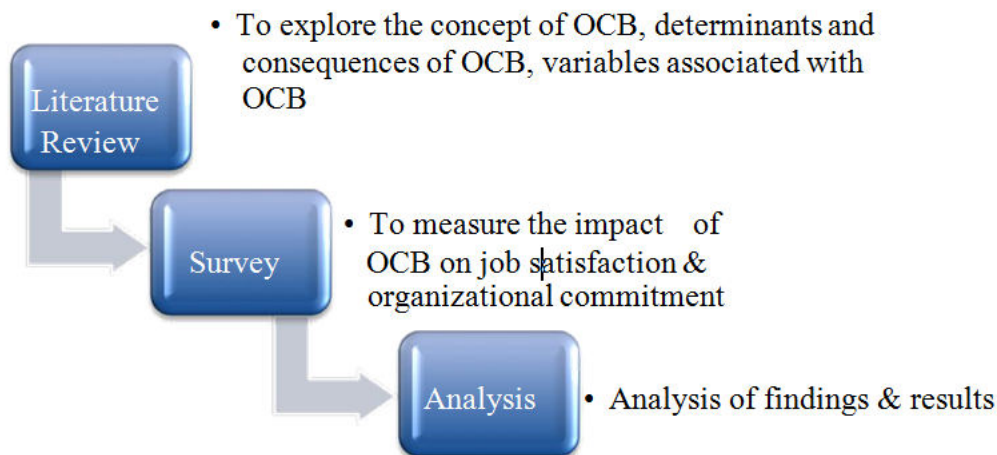 • To explore the concept of OCB, determinants and
consequences of OCB, variables associated with
OCB
Literature
Review
• To measure the impact of
OCB on job satisfaction &
organizational commitment
Survey
Analysis
• Analysis of findings & results